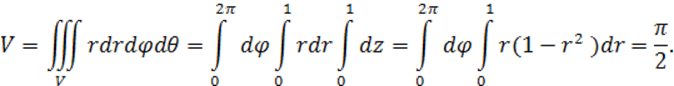 V = ∭_V r dr dφ dθ = ∫_0^{2π} dφ ∫_0^1 r dr ∫_0^1 dz = ∫_0^{2π} dφ ∫_0^1 r(1 − r²) dr = π/2.